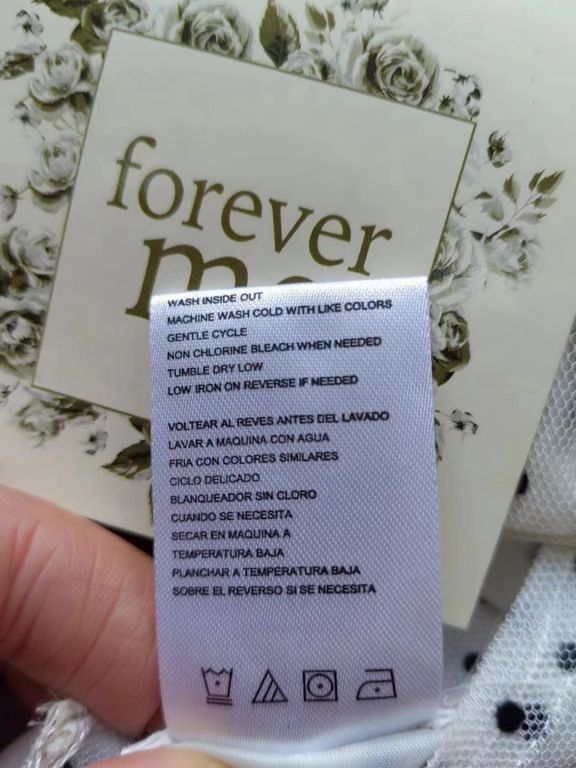 forever
WASH INSIDE OUT
MACHINE WASH COLD WITH LIKE COLORS
GENTLE CYCLE
NON CHLORINE BLEACH WHEN NEEDED
TUMBLE DRY LOW
LOW IRON ON REVERSE IF NEEDED
VOLTEAR AL REVES ANTES DEL LAVADO
LAVAR A MAQUINA CON AGUA
FRIA CON COLORES SIMILARES
CICLO DELICADO
BLANQUEADOR SIN CLORO
CUANDO SE NECESITA
SECAR EN MAQUINA A
TEMPERATURA BAJA
PLANCHAR A TEMPERATURA BAJA
SOBRE EL REVERSO SI SE NECESITA